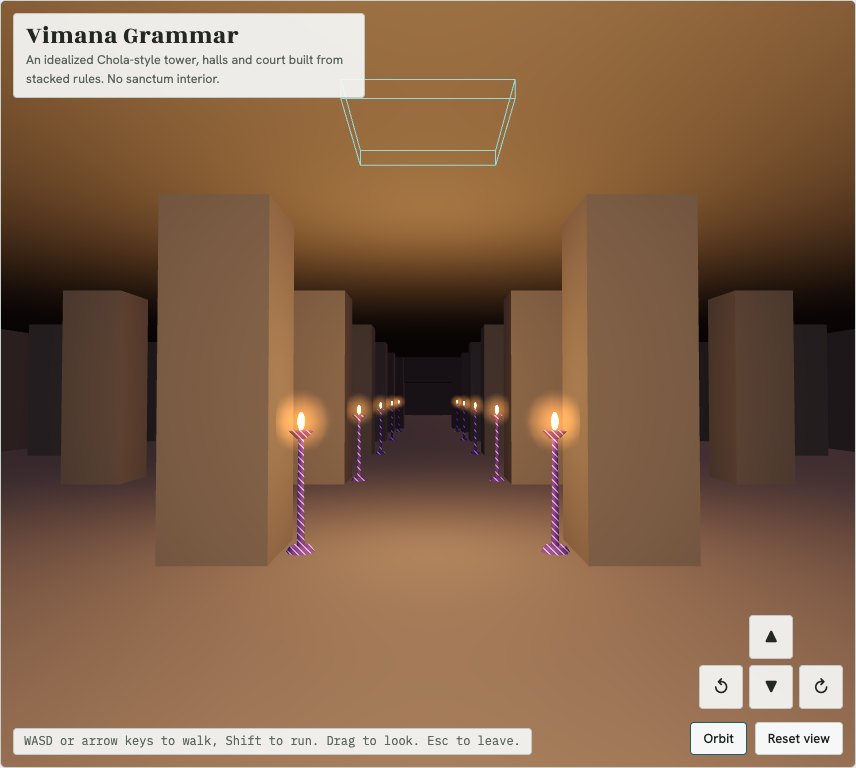 Vimana Grammar
An idealized Chola-style tower, halls and court built from
stacked rules. No sanctum interior.
WASD or arrow keys to walk, Shift to run. Drag to look. Esc to leave.
Orbit
Reset view